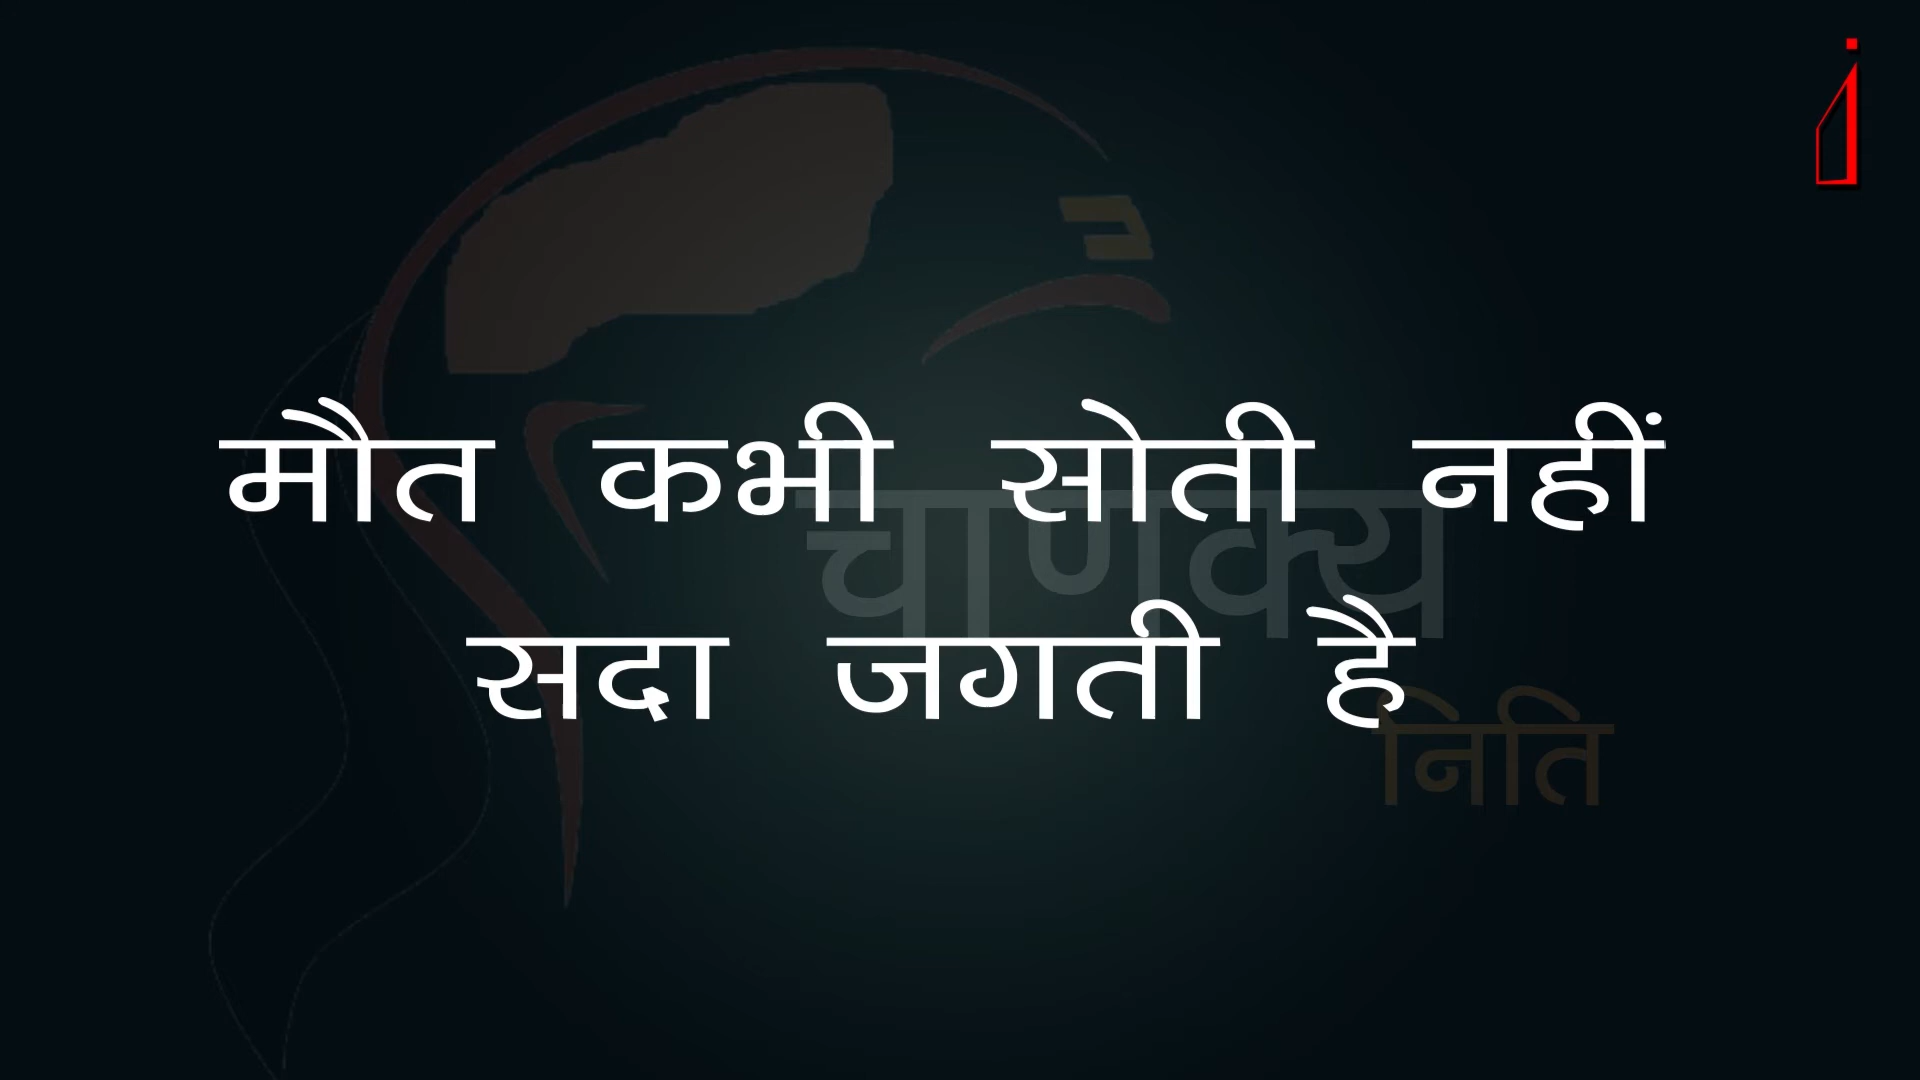 मौत कभी सोती नहीं
चाणक्य
सदा जगती है
निति